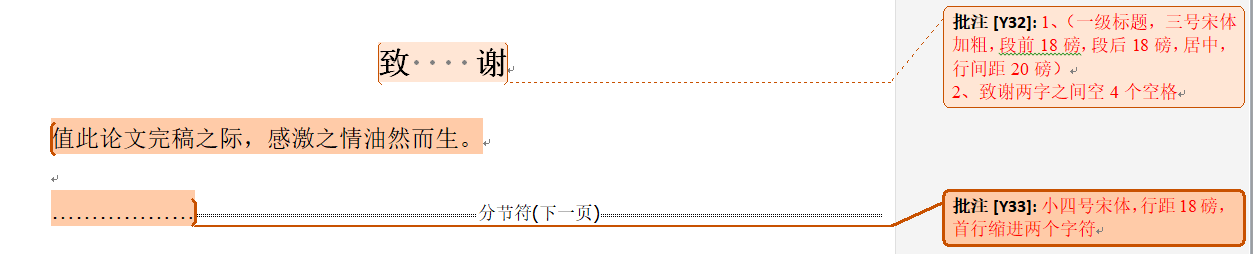 致····谢
值此论文完稿之际，感激之情油然而生。
………………分节符(下一页)
批注 [Y32]: 1、（一级标题，三号宋体
加粗，段前 18 磅，段后 18 磅，居中，
行间距 20 磅）
2、致谢两字之间空 4 个空格
批注 [Y33]: 小四号宋体，行距 18 磅，
首行缩进两个字符